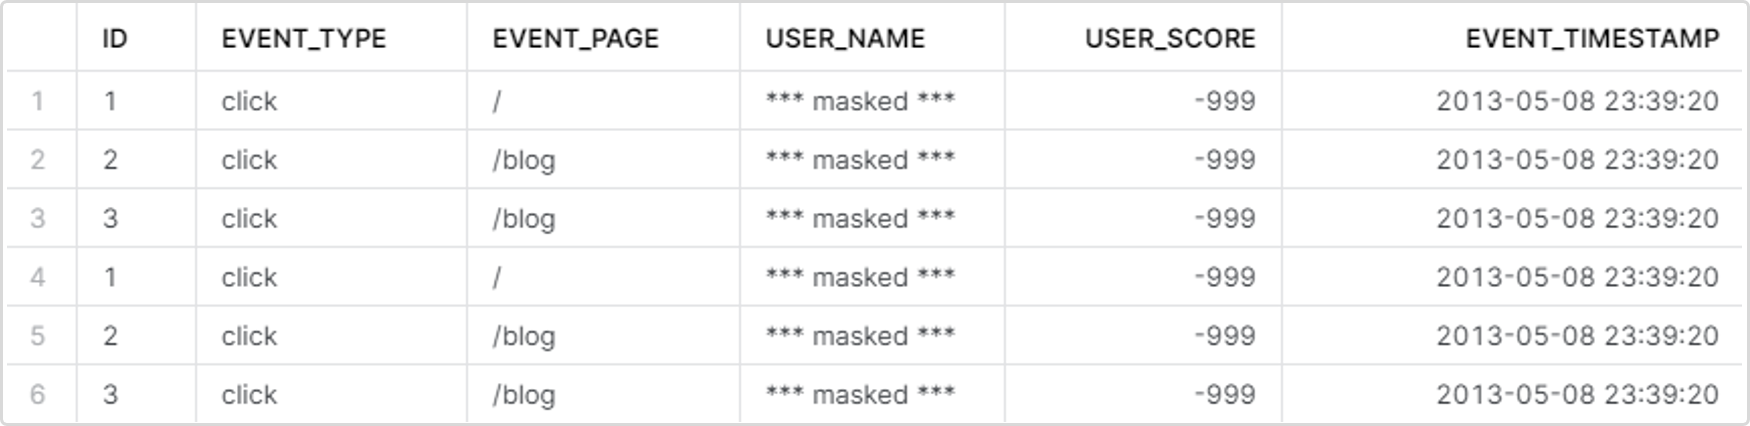 ID EVENT_TYPE EVENT_PAGE USER_NAME USER_SCORE EVENT_TIMESTAMP
1 1 click / *** masked *** -999 2013-05-08 23:39:20
2 2 click /blog *** masked *** -999 2013-05-08 23:39:20
3 3 click /blog *** masked *** -999 2013-05-08 23:39:20
4 1 click / *** masked *** -999 2013-05-08 23:39:20
5 2 click /blog *** masked *** -999 2013-05-08 23:39:20
6 3 click /blog *** masked *** -999 2013-05-08 23:39:20